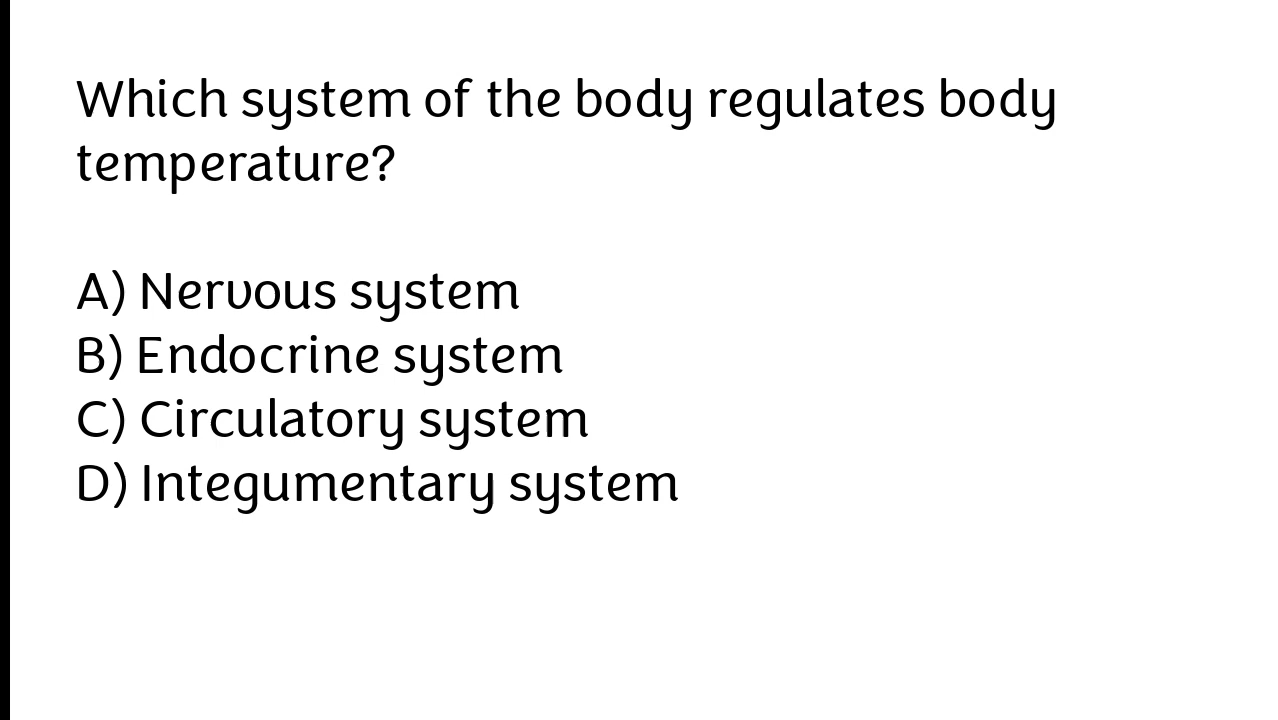 Which system of the body regulates body
temperature?
A) Nervous system
B) Endocrine system
C) Circulatory system
D) Integumentary system